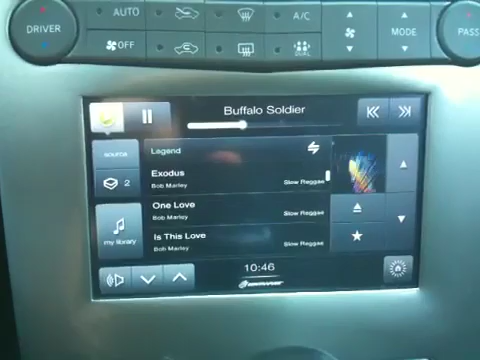 DRIVER
AUTO
A/C
PASS
OFF
DUAL
MODE
Buffalo Soldier
source
Legend
Exodus
Bob Marley
Slow Reggae
2
One Love
Bob Marley
Slow Reggae
my library
Is This Love
Bob Marley
Slow Reggae
10:46